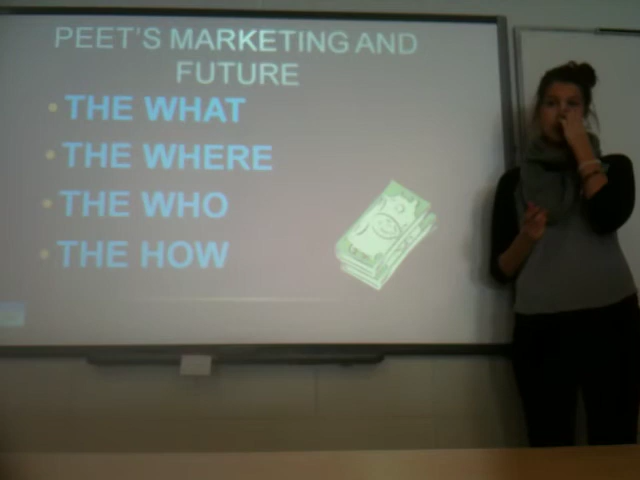 PEET'S MARKETING AND
FUTURE
• THE WHAT
• THE WHERE
• THE WHO
• THE HOW